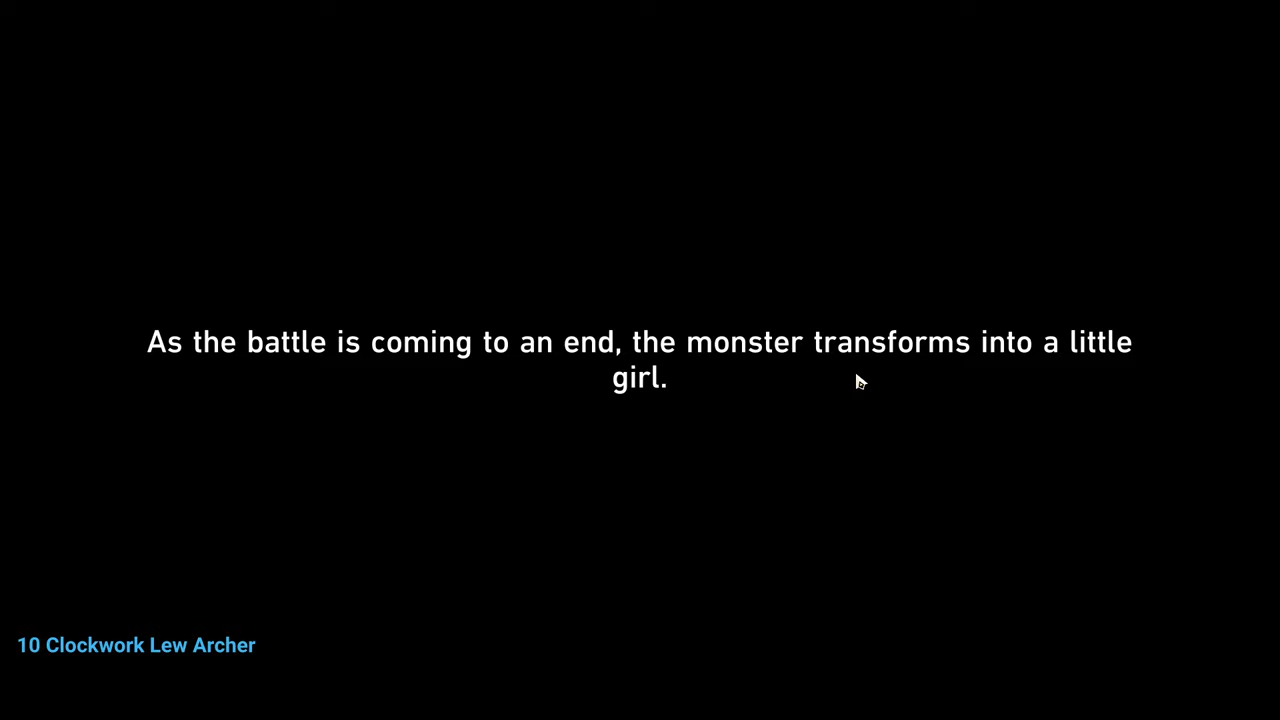 As the battle is coming to an end, the monster transforms into a little
girl.
10 Clockwork Lew Archer